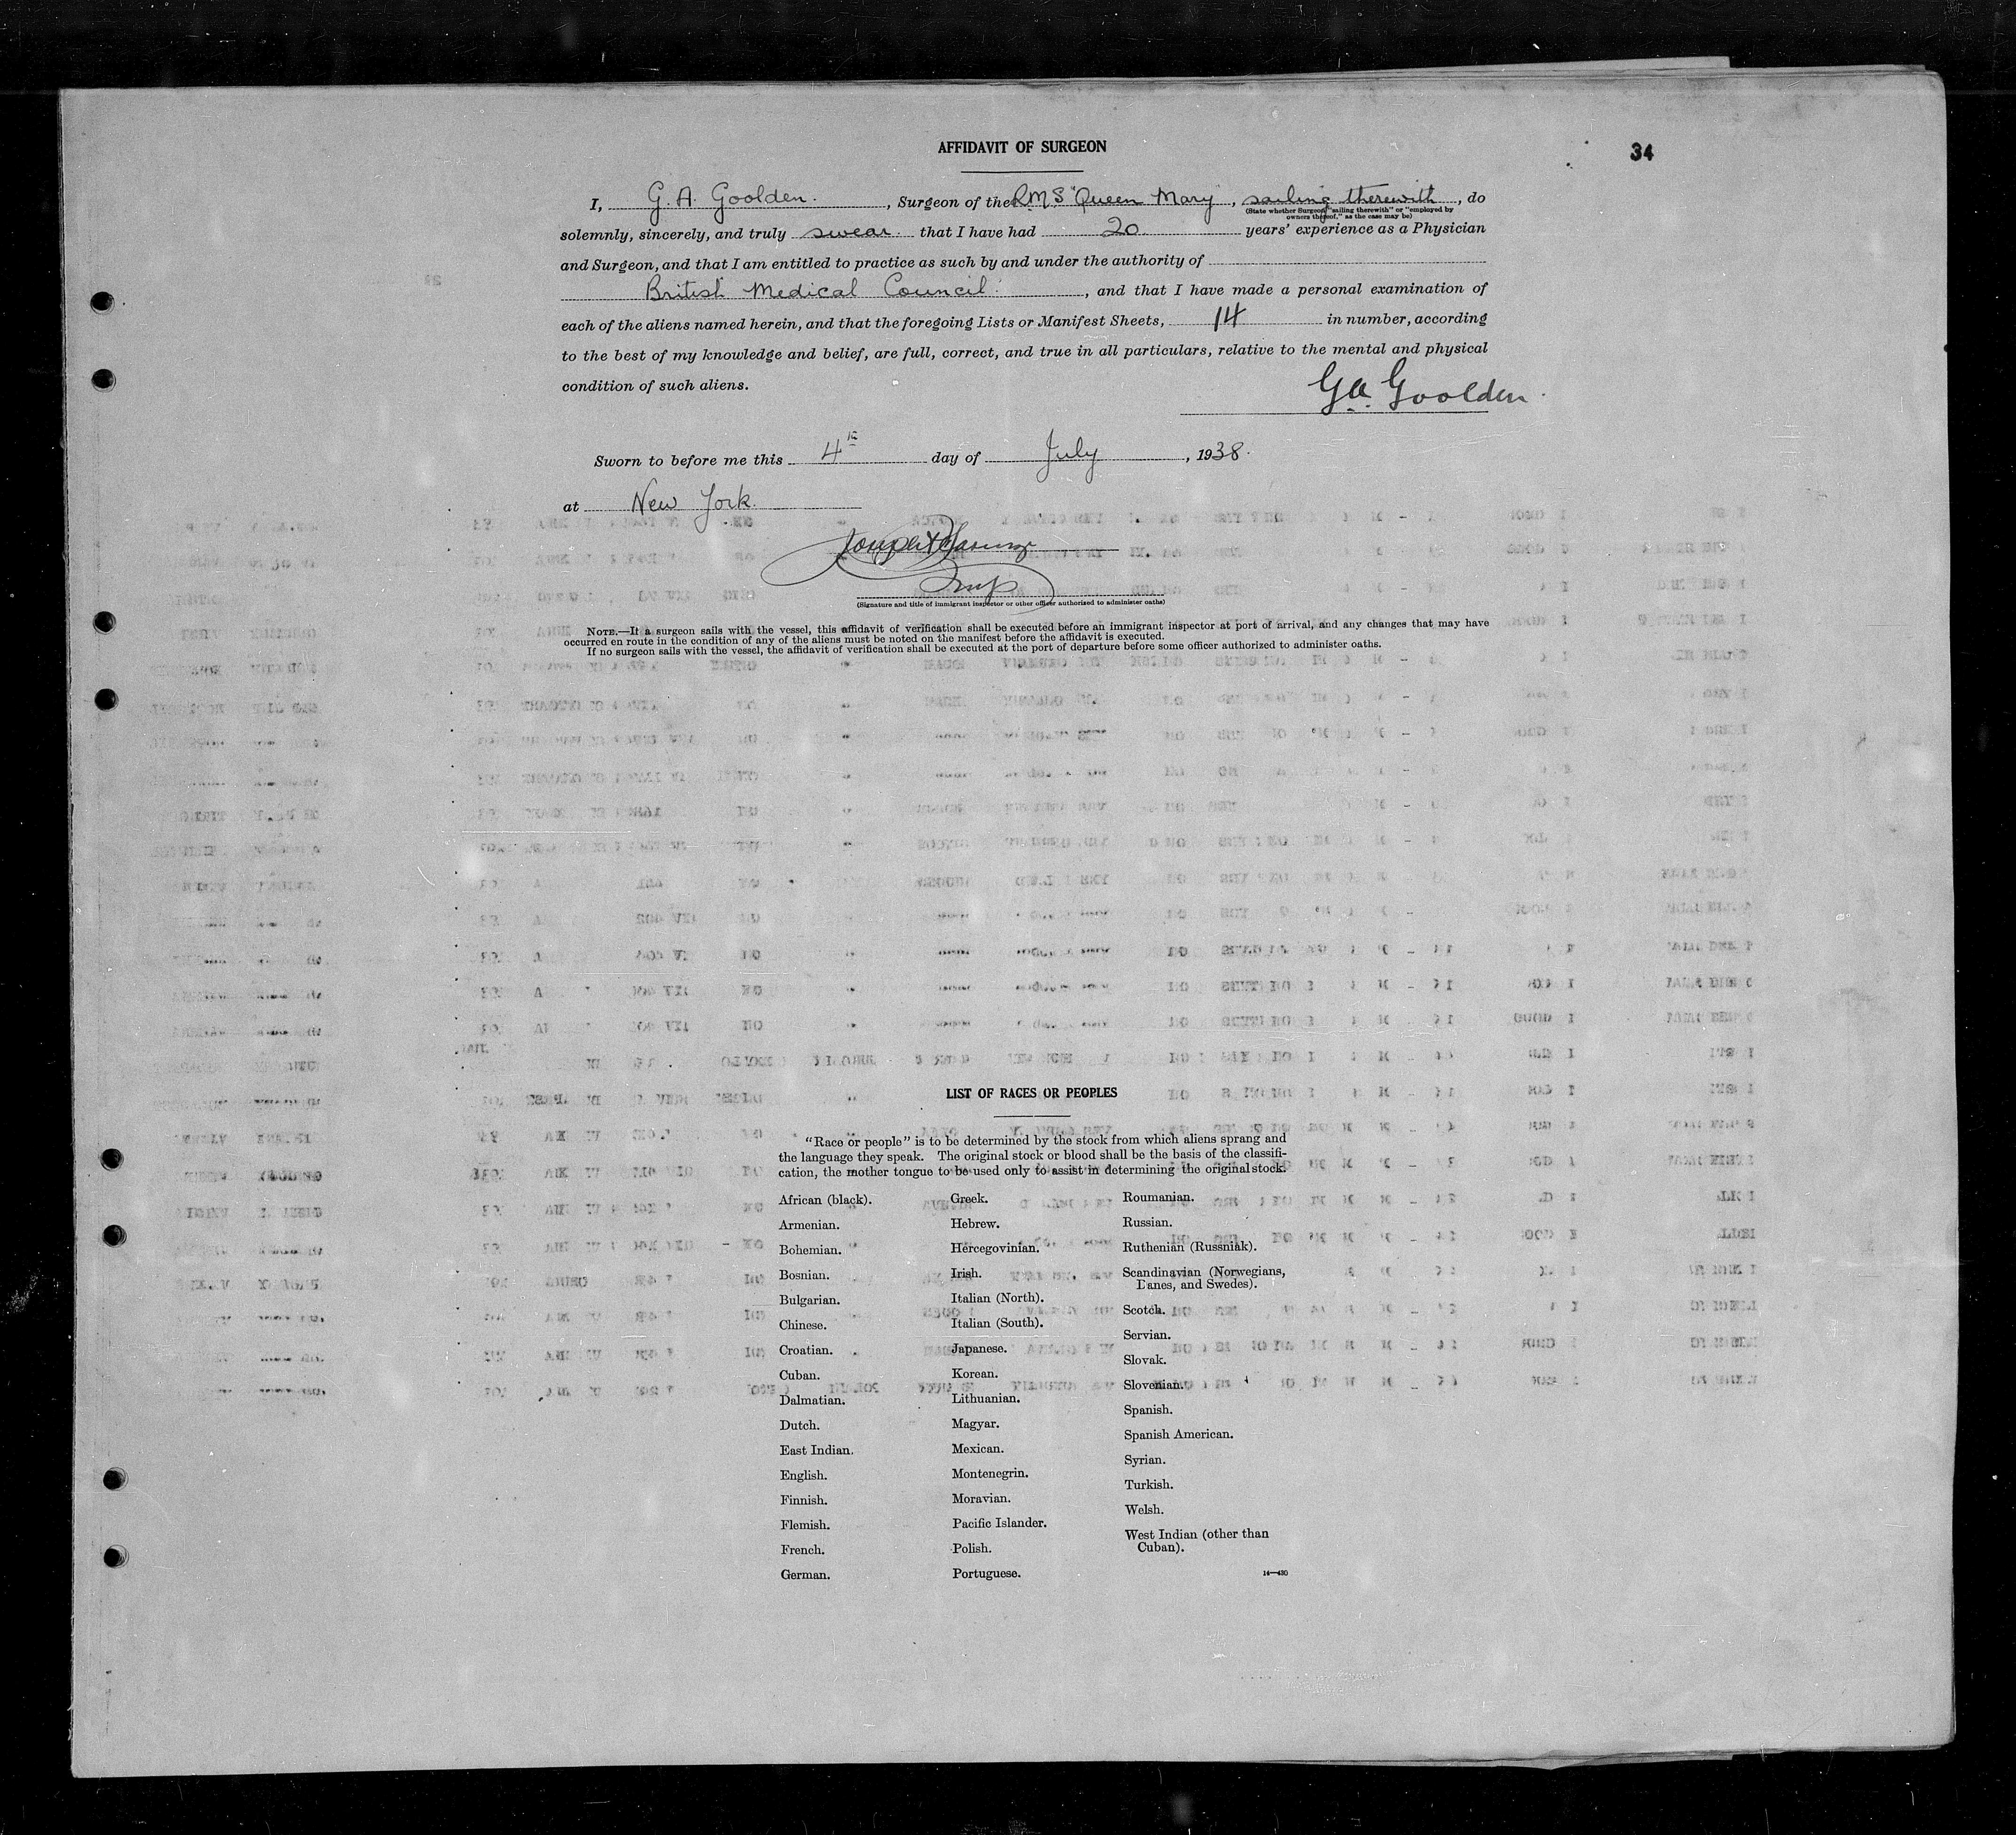 AFFIDAVIT OF SURGEON
34
I, G. A. Goolden. , Surgeon of the R.M.S "Queen Mary" , sailing therewith , do
(State whether Surgeon "sailing therewith" or "employed by
owners thereof," as the case may be)
solemnly, sincerely, and truly swear that I have had 20 years' experience as a Physician
and Surgeon, and that I am entitled to practice as such by and under the authority of
British Medical Council. , and that I have made a personal examination of
each of the aliens named herein, and that the foregoing Lists or Manifest Sheets, 14 in number, according
to the best of my knowledge and belief, are full, correct, and true in all particulars, relative to the mental and physical
condition of such aliens.
G A Goolden.
Sworn to before me this 4th day of July , 1938.
at New York.
Insp
(Signature and title of immigrant inspector or other officer authorized to administer oaths)
NOTE.—If a surgeon sails with the vessel, this affidavit of verification shall be executed before an immigrant inspector at port of arrival, and any changes that may have
occurred en route in the condition of any of the aliens must be noted on the manifest before the affidavit is executed.
If no surgeon sails with the vessel, the affidavit of verification shall be executed at the port of departure before some officer authorized to administer oaths.
LIST OF RACES OR PEOPLES
"Race or people" is to be determined by the stock from which aliens sprang and
the language they speak. The original stock or blood shall be the basis of the classifi-
cation, the mother tongue to be used only to assist in determining the original stock.
African (black).
Armenian.
Bohemian.
Bosnian.
Bulgarian.
Chinese.
Croatian.
Cuban.
Dalmatian.
Dutch.
East Indian.
English.
Finnish.
Flemish.
French.
German.
Greek.
Hebrew.
Hercegovinian.
Irish.
Italian (North).
Italian (South).
Japanese.
Korean.
Lithuanian.
Magyar.
Mexican.
Montenegrin.
Moravian.
Pacific Islander.
Polish.
Portuguese.
Roumanian.
Russian.
Ruthenian (Russniak).
Scandinavian (Norwegians,
Danes, and Swedes).
Scotch.
Servian.
Slovak.
Slovenian.
Spanish.
Spanish American.
Syrian.
Turkish.
Welsh.
West Indian (other than
Cuban).
14—430